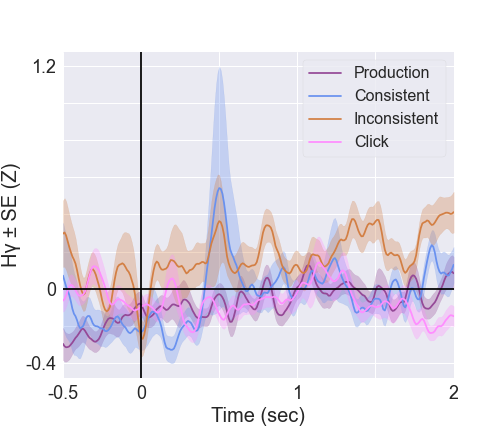 Production
Consistent
Inconsistent
Click
Hγ ± SE (Z)
1.2
0
-0.4
-0.5
0
1
2
Time (sec)